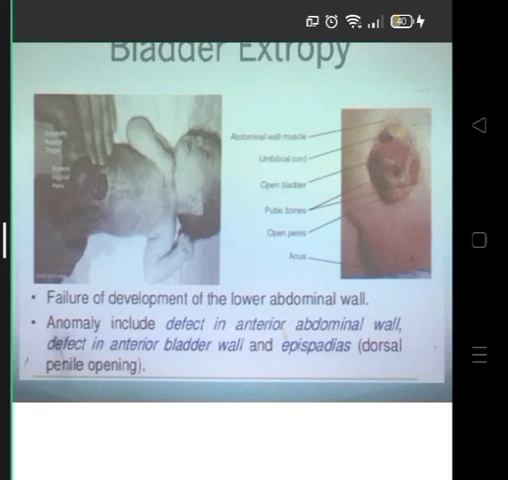 40
Bladder Extropy
Abdominal wall muscle
Umbilical cord
Open bladder
Pubic bones
Open penis
Anus
• Failure of development of the lower abdominal wall.
• Anomaly include defect in anterior abdominal wall,
defect in anterior bladder wall and epispadias (dorsal
penile opening).